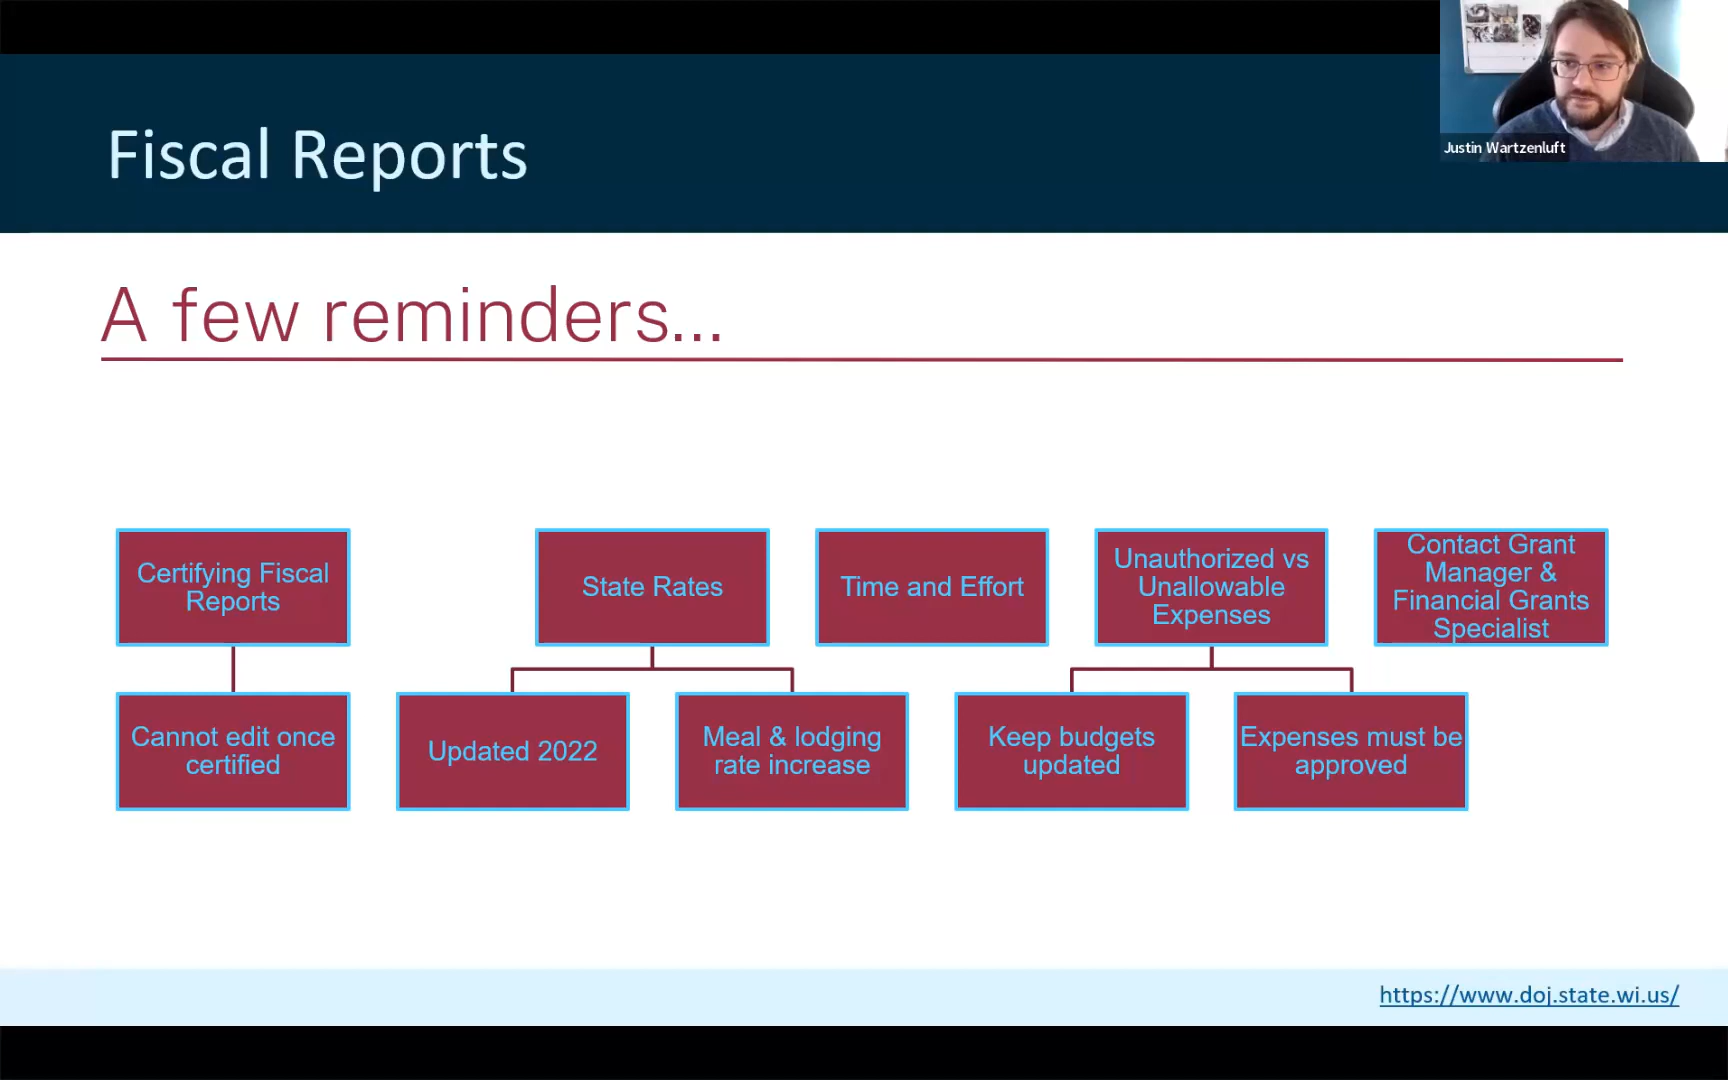 Fiscal Reports
Justin Wartzenluft
A few reminders...
Certifying Fiscal
Reports
State Rates
Time and Effort
Unauthorized vs
Unallowable
Expenses
Contact Grant
Manager &
Financial Grants
Specialist
Cannot edit once
certified
Updated 2022
Meal & lodging
rate increase
Keep budgets
updated
Expenses must be
approved
https://www.doj.state.wi.us/